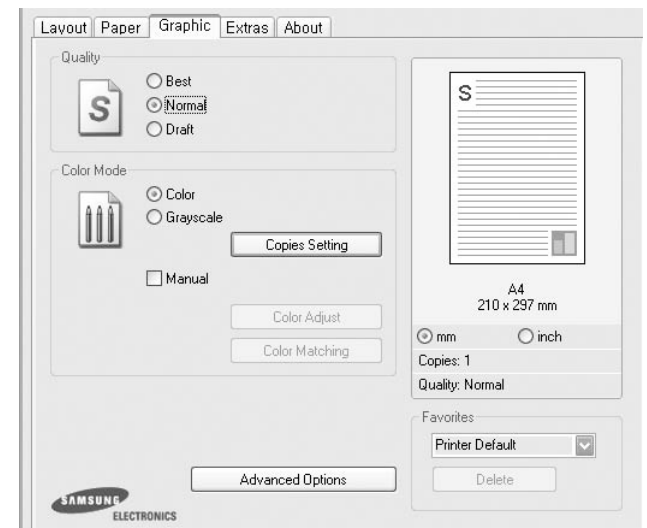 Layout Paper Graphic Extras About
Quality
S
Best
Normal
Draft
Color Mode
Color
Grayscale
Copies Setting
Manual
Color Adjust
Color Matching
S
A4
210 x 297 mm
mm inch
Copies: 1
Quality: Normal
Favorites
Printer Default
Delete
Advanced Options
SAMSUNG
ELECTRONICS